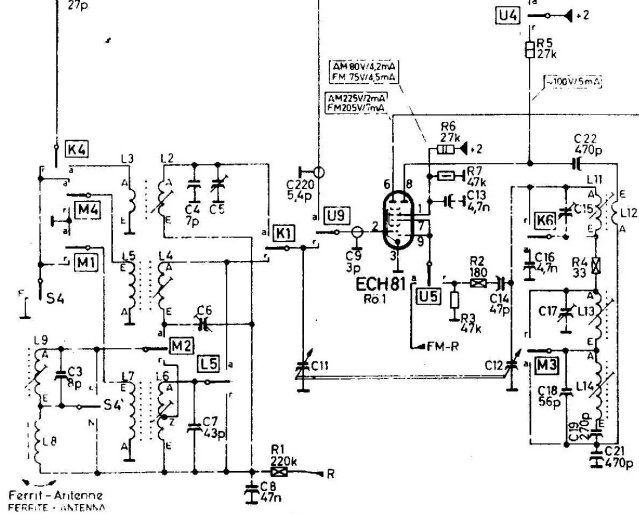 27p
U4
+2
r
a
r
R5
27k
AM 80V/4,2mA
FM 75V/4,5mA
~100V/5mA
AM225V/2mA
FM205V/7mA
R6
27k
+2
K4
r
a
L3
L2
A
A
C22
470p
6
8
R7
47k
L11
M4
C4
7p
C5
C220
5,4p
C13
4,7n
A
E
C15
L12
E
E
U9
1
7
9
2
3
K6
M1
K1
C9
3p
L5
L4
A
ECH81
Rö.1
U5
R2
180
C16
4,7n
R4
33
S4
E
E
C14
47p
C6
R3
47k
C17
L13
L9
M2
FM-R
C3
8p
L5
C11
C12
M3
L7
L6
C18
56p
L14
S4'
C7
43p
Z
L8
C19
270p
R1
220k
R
C21
470p
C8
47n
Ferrit-Antenne
FERRITE - ANTENNA